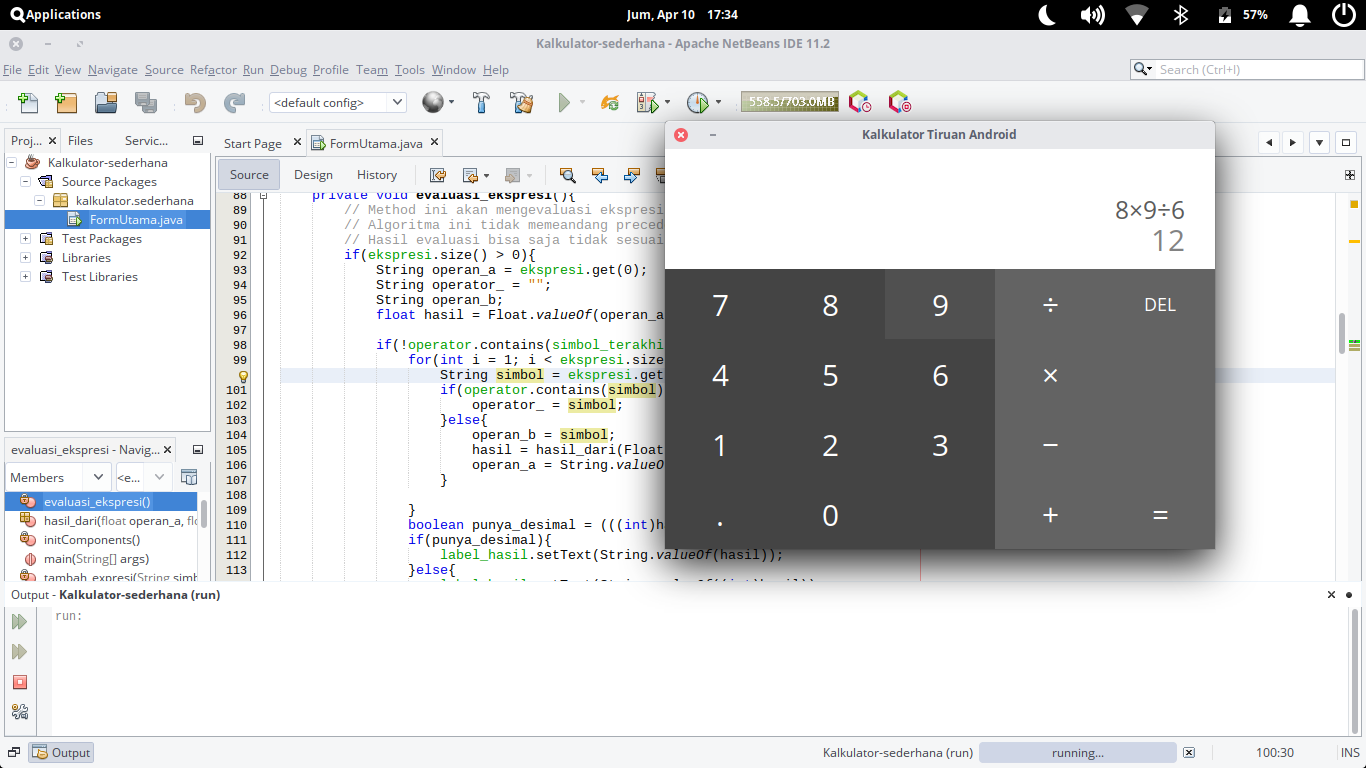 Applications
Jum, Apr 10 17:34
57%
Kalkulator-sederhana - Apache NetBeans IDE 11.2
File Edit View Navigate Source Refactor Run Debug Profile Team Tools Window Help
Search (Ctrl+I)
<default config>
558.5/703.0MB
Proj...
Files
Servic...
Kalkulator-sederhana
Source Packages
kalkulator.sederhana
FormUtama.java
Test Packages
Libraries
Test Libraries
Start Page
FormUtama.java
Source Design History
88 private void evaluasi_ekspresi(){
89 // Method ini akan mengevaluasi ekspresi
90 // Algoritma ini tidak memeandang preced
91 // Hasil evaluasi bisa saja tidak sesuai
92 if(ekspresi.size() > 0){
93 String operan_a = ekspresi.get(0);
94 String operator_ = "";
95 String operan_b;
96 float hasil = Float.valueOf(operan_a
97
98 if(!operator.contains(simbol_terakhi
99 for(int i = 1; i < ekspresi.size
String simbol = ekspresi.get
101 if(operator.contains(simbol)
102 operator_ = simbol;
103 }else{
104 operan_b = simbol;
105 hasil = hasil_dari(Float
106 operan_a = String.valueO
107 }
108
109 }
110 boolean punya_desimal = (((int)h
111 if(punya_desimal){
112 label_hasil.setText(String.valueOf(hasil));
113 }else{
Kalkulator Tiruan Android
8×9÷6
12
7 8 9 ÷ DEL
4 5 6 ×
1 2 3 −
. 0 + =
evaluasi_ekspresi - Navig...
Members
<e...
evaluasi_ekspresi()
hasil_dari(float operan_a, flo
initComponents()
main(String[] args)
tambah_expresi(String simb
Output - Kalkulator-sederhana (run)
run:
Output
Kalkulator-sederhana (run)
running...
100:30
INS